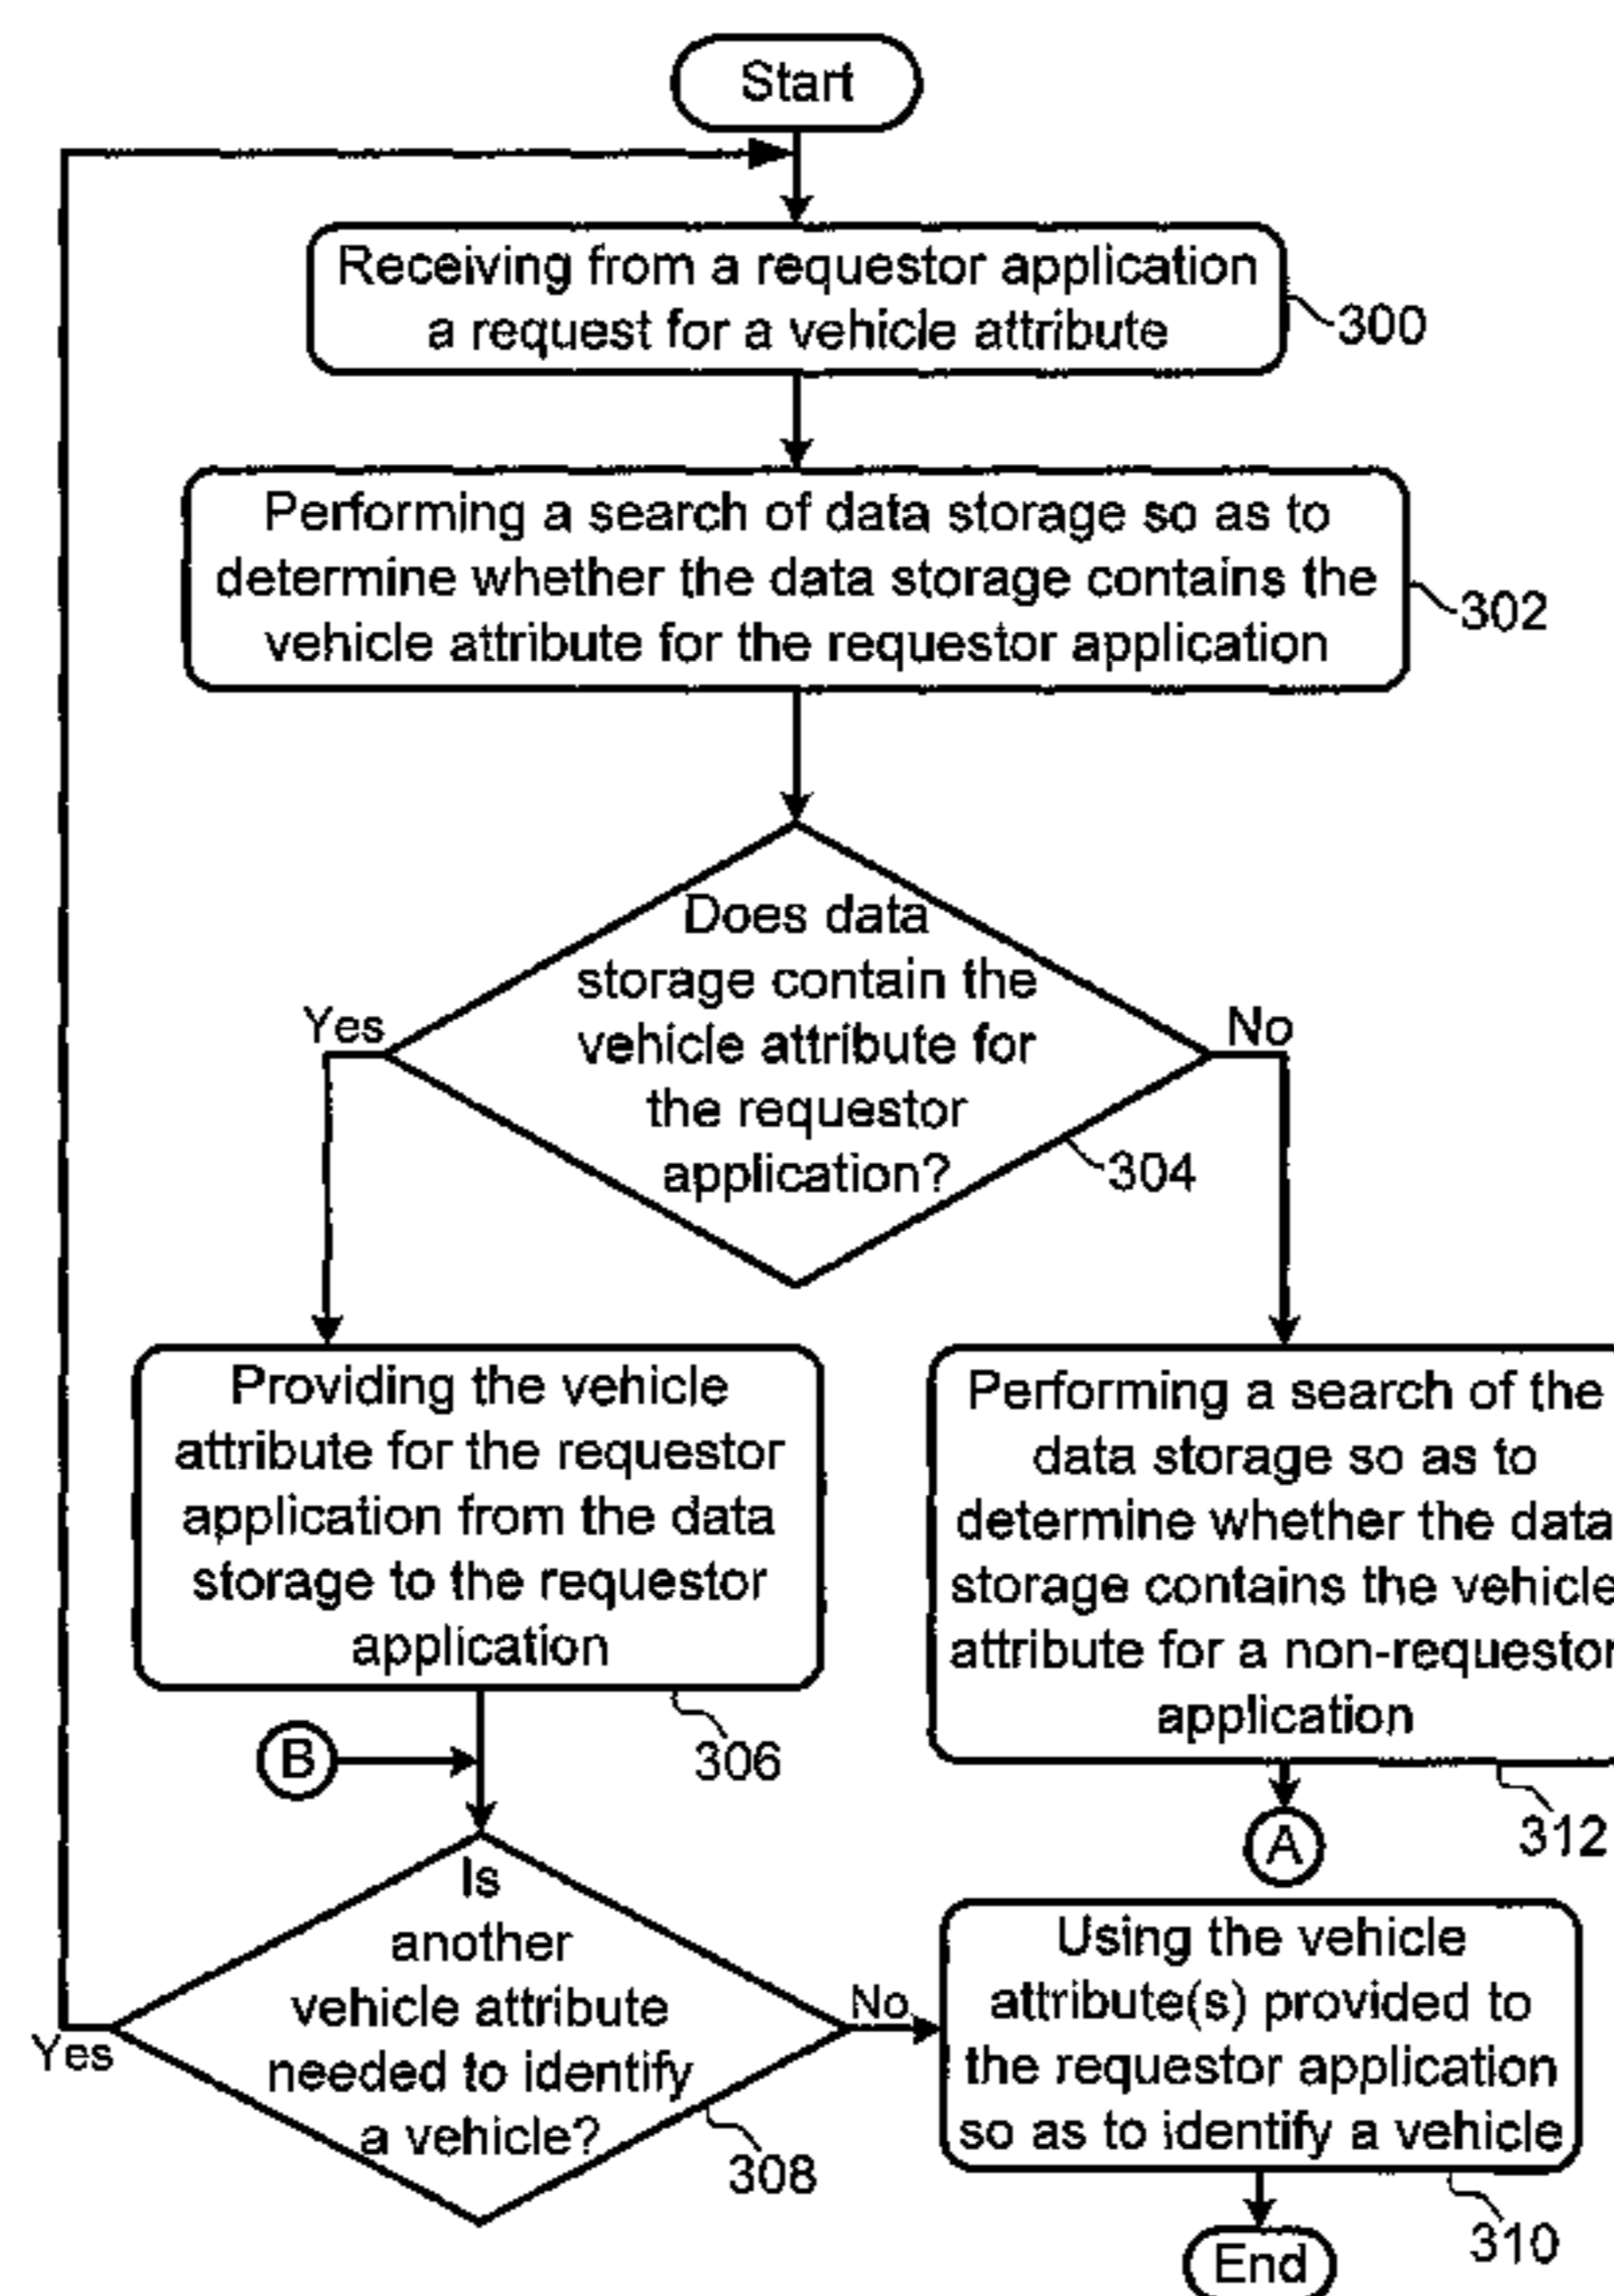 Start
Receiving from a requestor application
a request for a vehicle attribute
300
Performing a search of data storage so as to
determine whether the data storage contains the
vehicle attribute for the requestor application
302
Does data
storage contain the
vehicle attribute for
the requestor
application?
304
Yes
No
Providing the vehicle
attribute for the requestor
application from the data
storage to the requestor
application
306
Performing a search of the
data storage so as to
determine whether the data
storage contains the vehicle
attribute for a non-requestor
application
312
B
A
Is
another
vehicle attribute
needed to identify
a vehicle?
308
Yes
No
Using the vehicle
attribute(s) provided to
the requestor application
so as to identify a vehicle
310
End